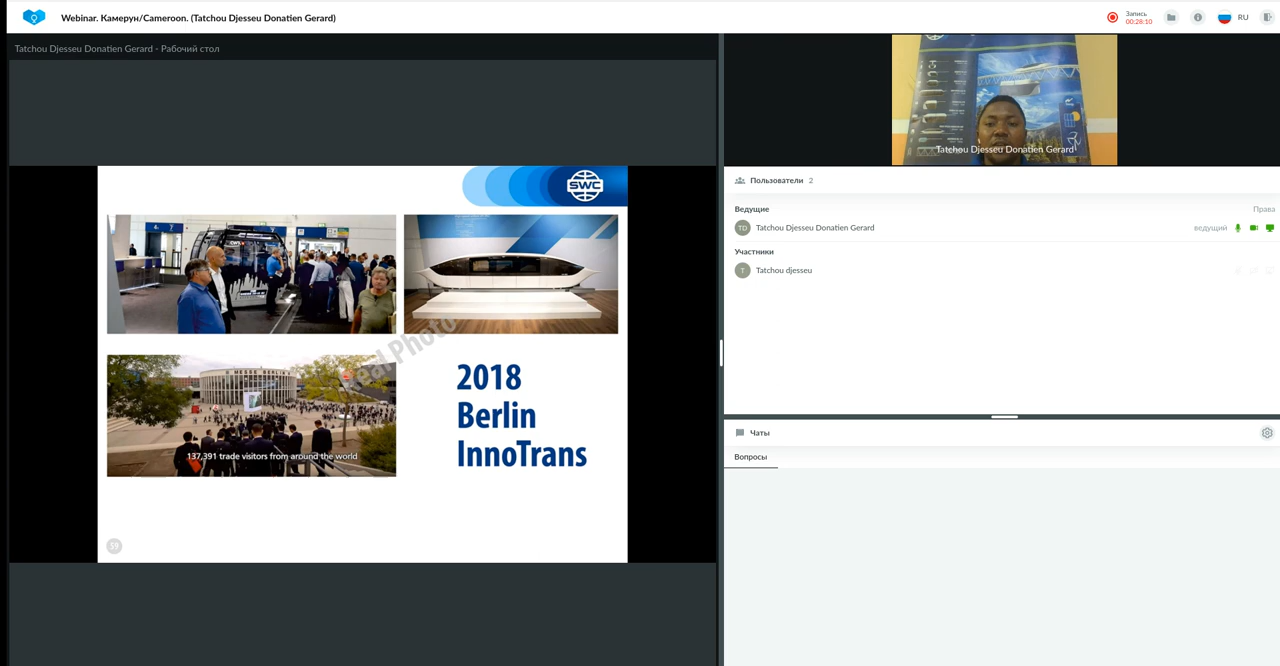 Webinar. Камерун/Cameroon. (Tatchou Djesseu Donatien Gerard)
Запись
00:28:10
RU
Tatchou Djesseu Donatien Gerard - Рабочий стол
SWC
137,391 trade visitors from around the world
Real Photo
2018
Berlin
InnoTrans
59
Tatchou Djesseu Donatien Gerard
Пользователи 2
Ведущие Права
TD Tatchou Djesseu Donatien Gerard ведущий
Участники
T Tatchou djesseu
Чаты
Вопросы